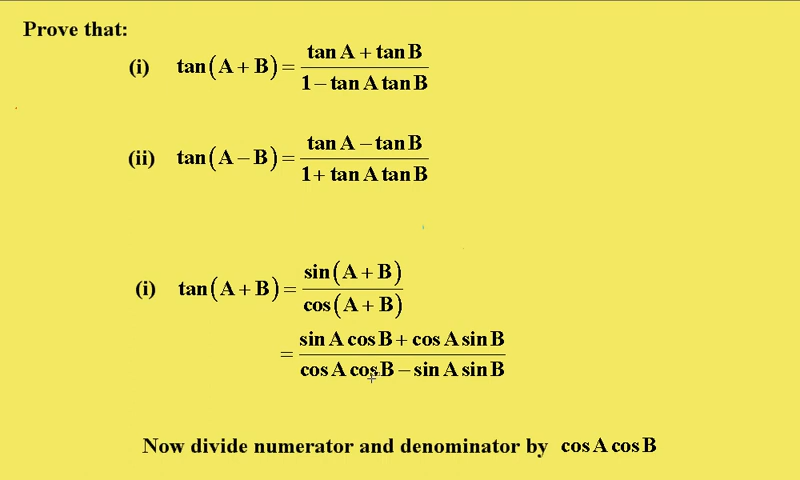 Prove that:
(i) tan(A + B) = (tan A + tan B) / (1 − tan A tan B)
(ii) tan(A − B) = (tan A − tan B) / (1 + tan A tan B)
(i) tan(A + B) = sin(A + B) / cos(A + B)
= (sin A cos B + cos A sin B) / (cos A cos B − sin A sin B)
Now divide numerator and denominator by cos A cos B